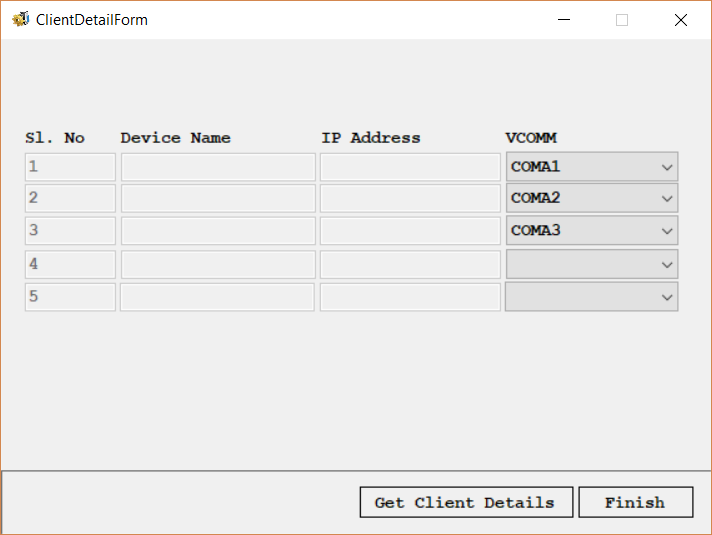 ClientDetailForm
Sl. No Device Name IP Address VCOMM
1 COMA1
2 COMA2
3 COMA3
4
5
Get Client Details Finish